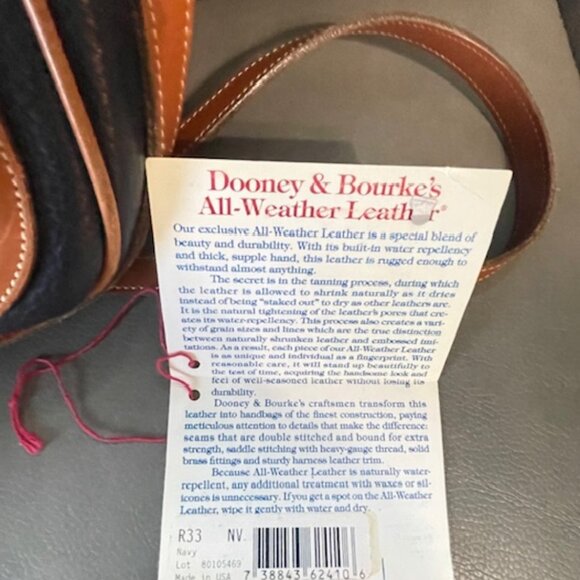 Dooney & Bourke's
All-Weather Leather®
Our exclusive All-Weather Leather is a special blend of
beauty and durability. With its built-in water repellency
and thick, supple hand, this leather is rugged enough to
withstand almost anything.
The secret is in the tanning process, during which
the leather is allowed to shrink naturally as it dries
instead of being "staked out" to dry as other leathers are.
It is the natural tightening of the leather's pores that cre-
ates its water-repellency. This process also creates a vari-
ety of grain sizes and lines which are the true distinction
between naturally shrunken leather and embossed imi-
tations. As a result, each piece of our All-Weather Leather
is as unique and individual as a fingerprint. With
reasonable care, it will stand up beautifully to
the test of time, acquiring the handsome look and
feel of well-seasoned leather without losing its
durability.
Dooney & Bourke's craftsmen transform this
leather into handbags of the finest construction, paying
meticulous attention to details that make the difference:
seams that are double stitched and bound for extra
strength, saddle stitching with heavy-gauge thread, solid
brass fittings and sturdy harness leather trim.
Because All-Weather Leather is naturally water-
repellent, any additional treatment with waxes or sil-
icones is unnecessary. If you get a spot on the All-Weather
Leather, wipe it gently with water and dry.
R33 NV
Navy
Lot 80105469
Made in USA
7 38843 62410 6